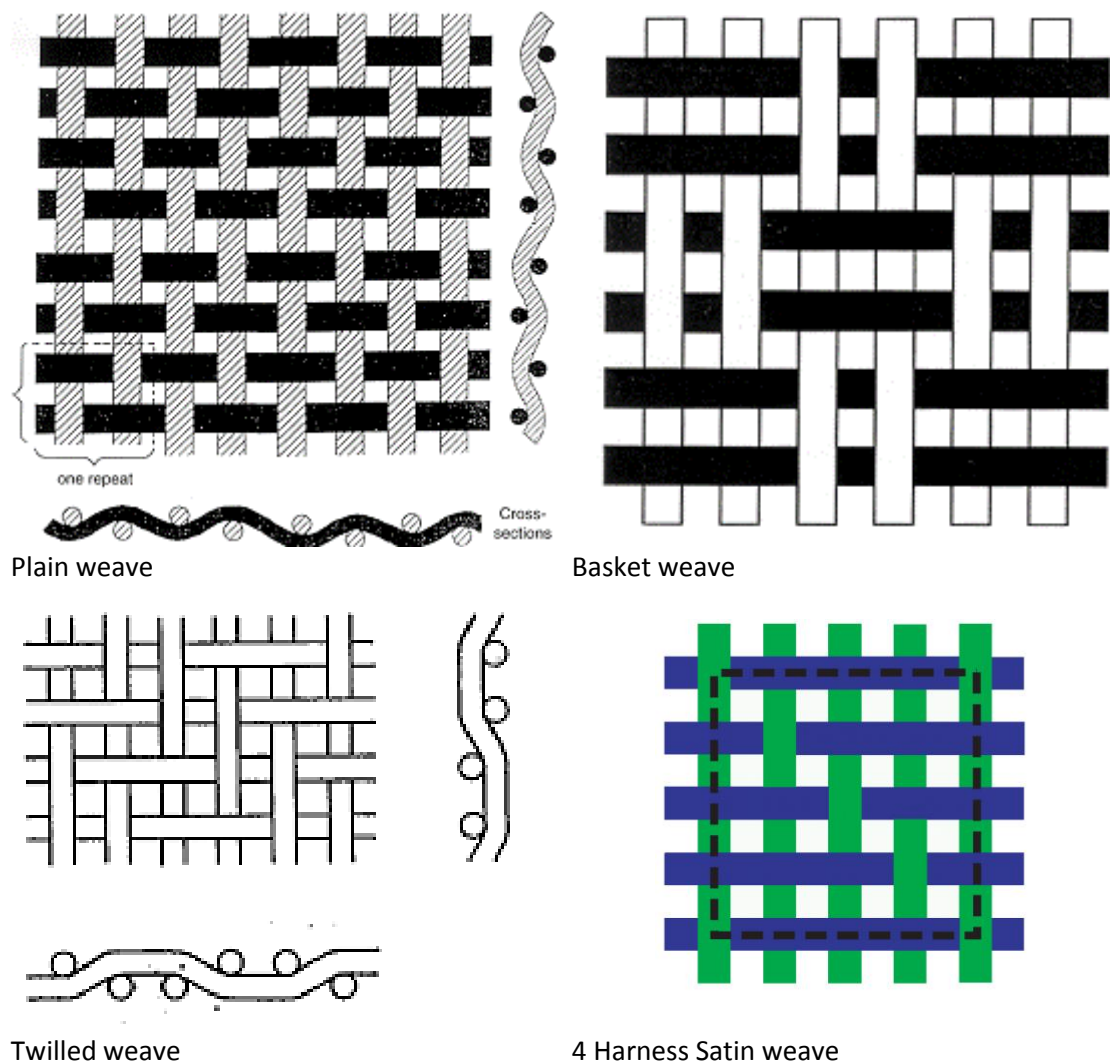 one repeat
Cross-
sections
Plain weave
Basket weave
Twilled weave
4 Harness Satin weave